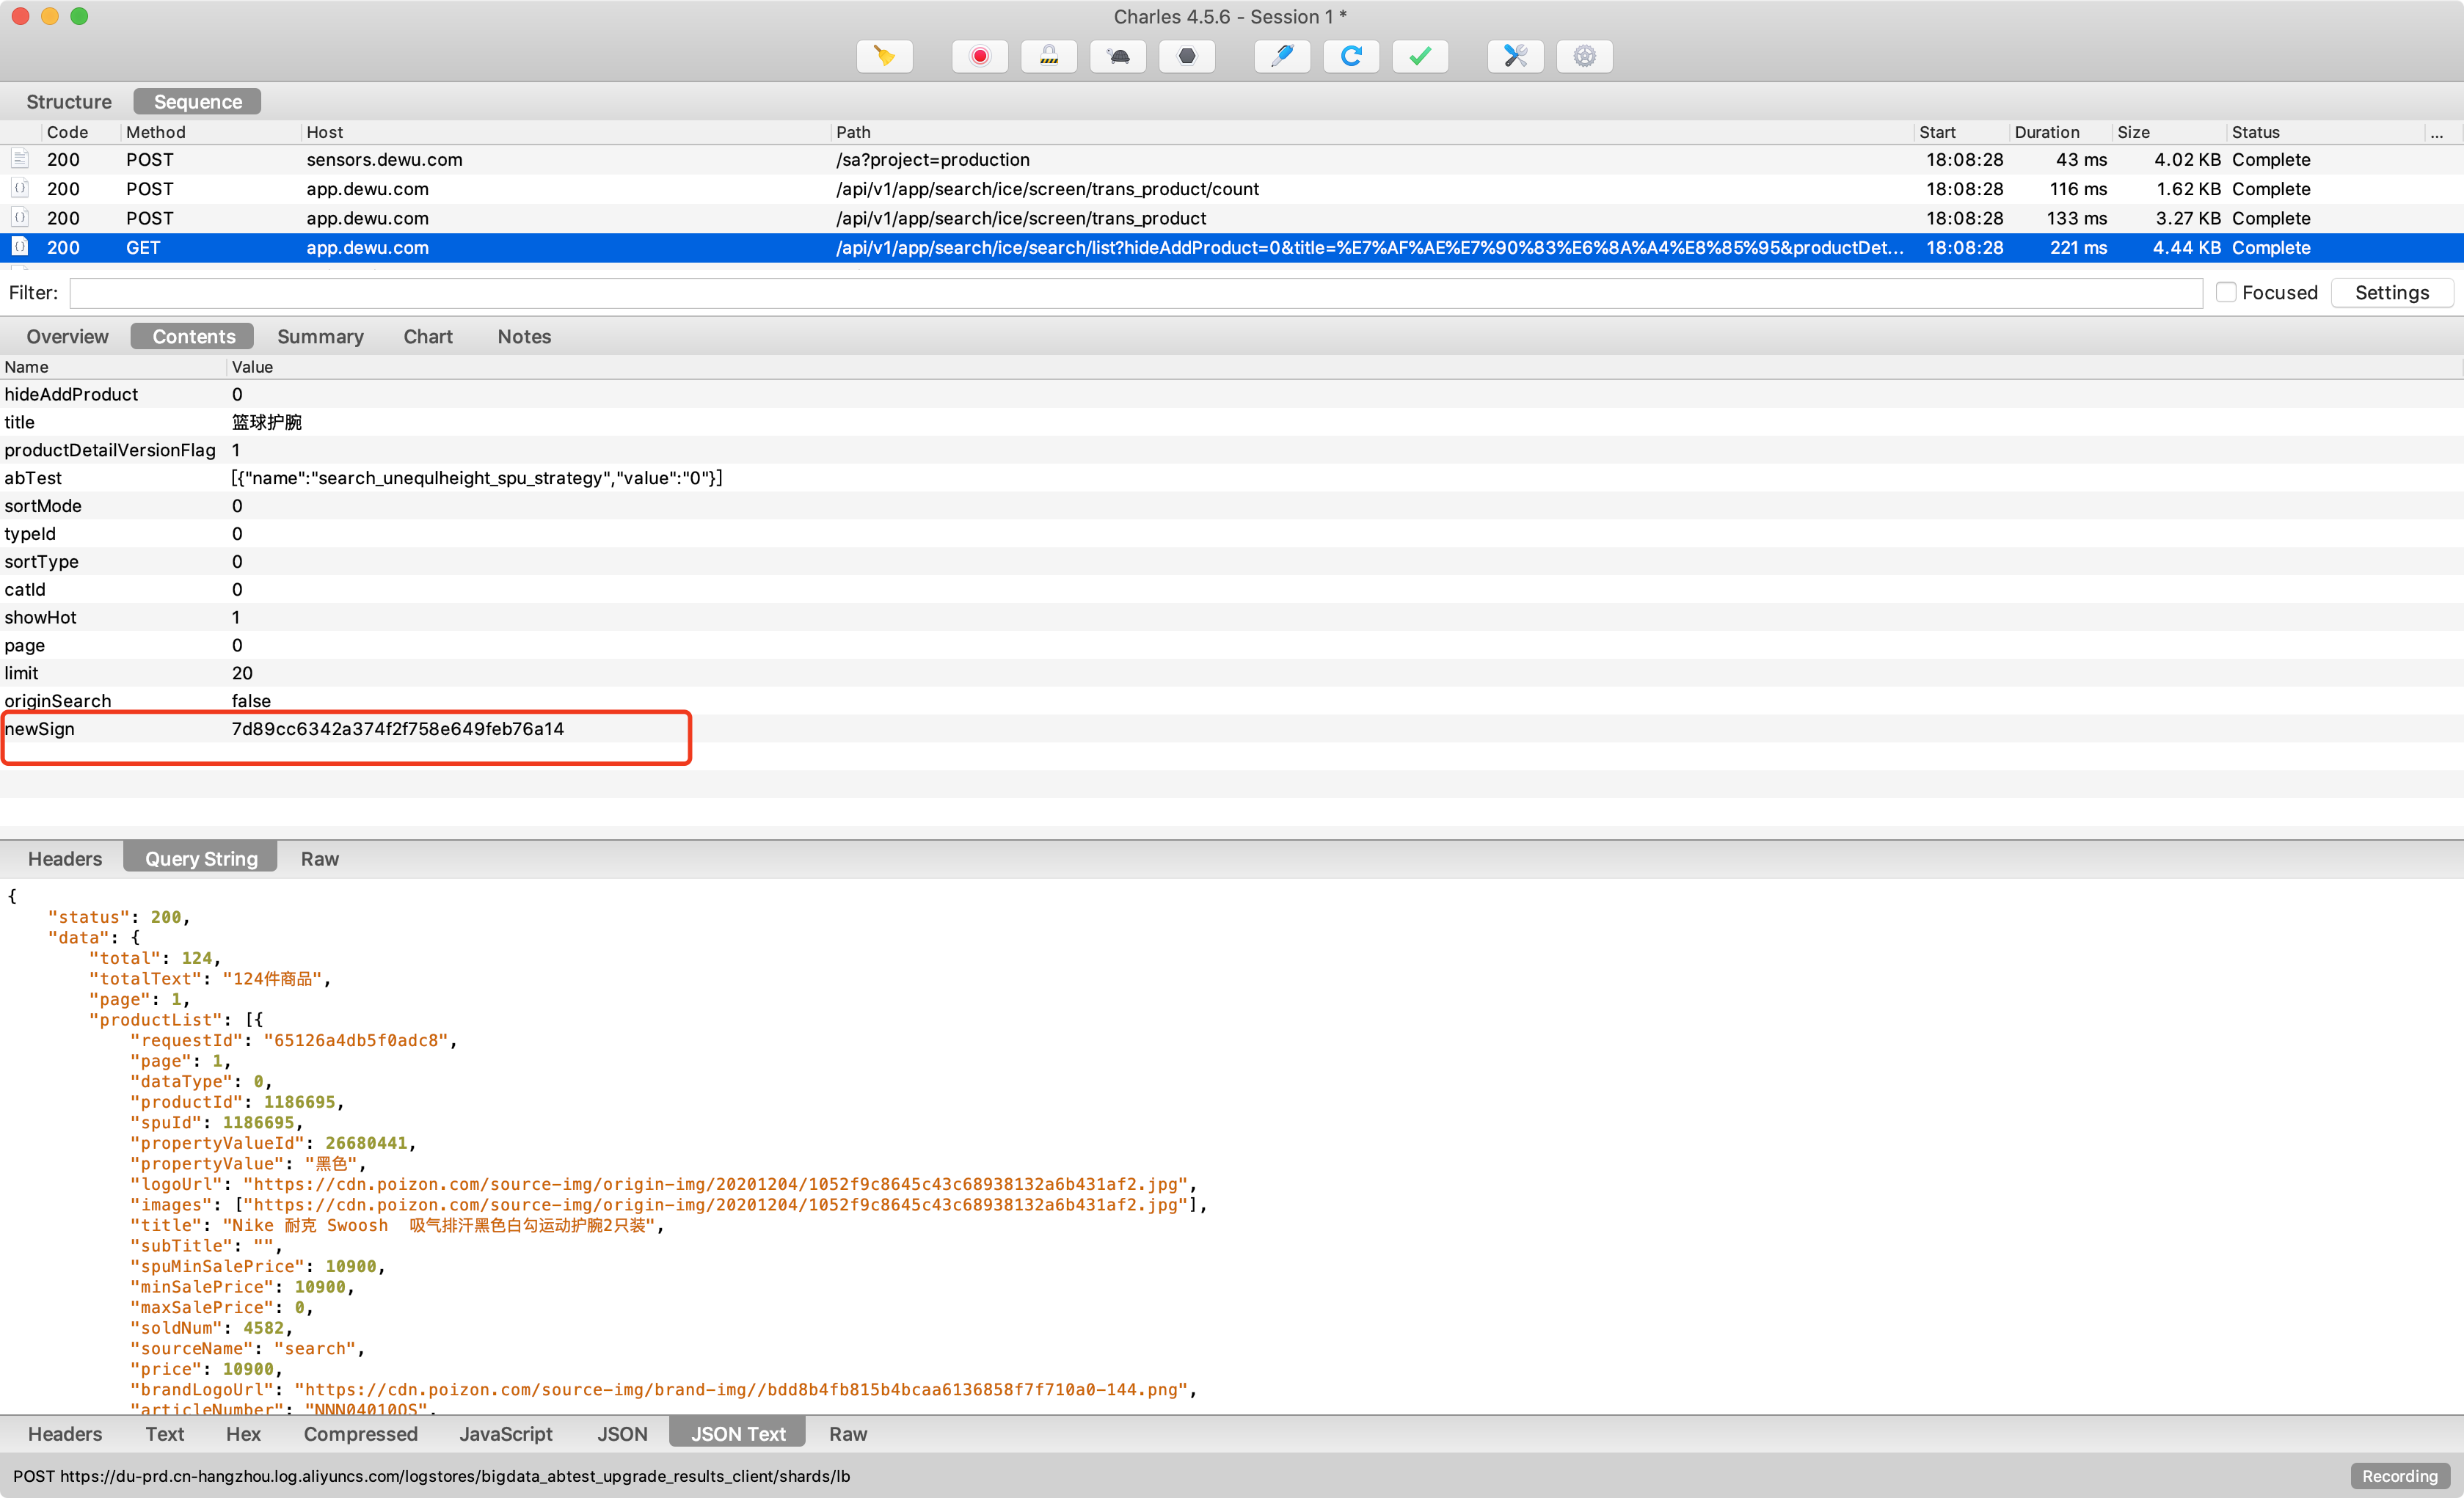 Charles 4.5.6 - Session 1 *
Structure Sequence
Code Method Host Path Start Duration Size Status ...
200 POST sensors.dewu.com /sa?project=production 18:08:28 43 ms 4.02 KB Complete
200 POST app.dewu.com /api/v1/app/search/ice/screen/trans_product/count 18:08:28 116 ms 1.62 KB Complete
200 POST app.dewu.com /api/v1/app/search/ice/screen/trans_product 18:08:28 133 ms 3.27 KB Complete
200 GET app.dewu.com /api/v1/app/search/ice/search/list?hideAddProduct=0&title=%E7%AF%AE%E7%90%83%E6%8A%A4%E8%85%95&productDet... 18:08:28 221 ms 4.44 KB Complete
Filter: Focused Settings
Overview Contents Summary Chart Notes
Name Value
hideAddProduct 0
title 篮球护腕
productDetailVersionFlag 1
abTest [{"name":"search_unequlheight_spu_strategy","value":"0"}]
sortMode 0
typeId 0
sortType 0
catId 0
showHot 1
page 0
limit 20
originSearch false
newSign 7d89cc6342a374f2f758e649feb76a14
Headers Query String Raw
{
"status": 200,
"data": {
"total": 124,
"totalText": "124件商品",
"page": 1,
"productList": [{
"requestId": "65126a4db5f0adc8",
"page": 1,
"dataType": 0,
"productId": 1186695,
"spuId": 1186695,
"propertyValueId": 26680441,
"propertyValue": "黑色",
"logoUrl": "https://cdn.poizon.com/source-img/origin-img/20201204/1052f9c8645c43c68938132a6b431af2.jpg",
"images": ["https://cdn.poizon.com/source-img/origin-img/20201204/1052f9c8645c43c68938132a6b431af2.jpg"],
"title": "Nike 耐克 Swoosh  吸气排汗黑色白勾运动护腕2只装",
"subTitle": "",
"spuMinSalePrice": 10900,
"minSalePrice": 10900,
"maxSalePrice": 0,
"soldNum": 4582,
"sourceName": "search",
"price": 10900,
"brandLogoUrl": "https://cdn.poizon.com/source-img/brand-img//bdd8b4fb815b4bcaa6136858f7f710a0-144.png",
"articleNumber": "NNN04010OS",
Headers Text Hex Compressed JavaScript JSON JSON Text Raw
POST https://du-prd.cn-hangzhou.log.aliyuncs.com/logstores/bigdata_abtest_upgrade_results_client/shards/lb Recording